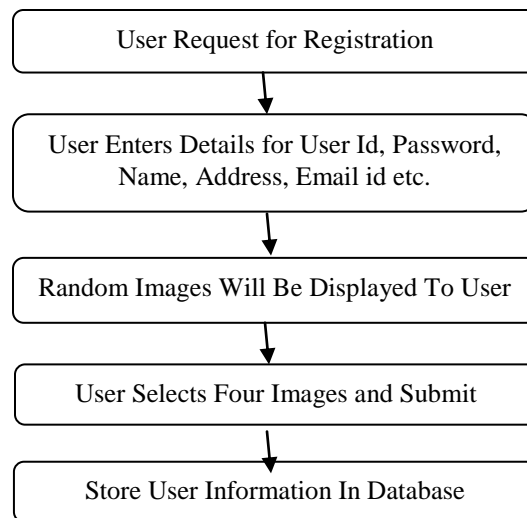 User Request for Registration
User Enters Details for User Id, Password,
Name, Address, Email id etc.
Random Images Will Be Displayed To User
User Selects Four Images and Submit
Store User Information In Database